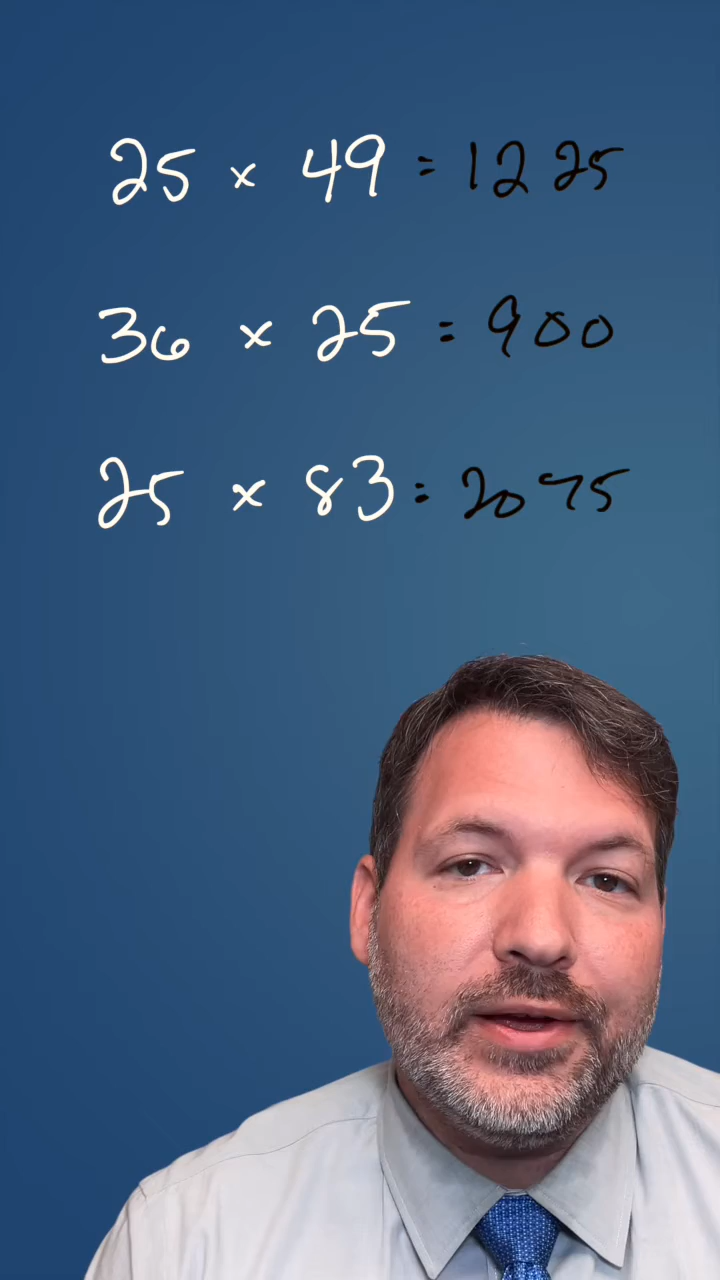 25 × 49 = 1225
36 × 25 = 900
25 × 83 = 2075